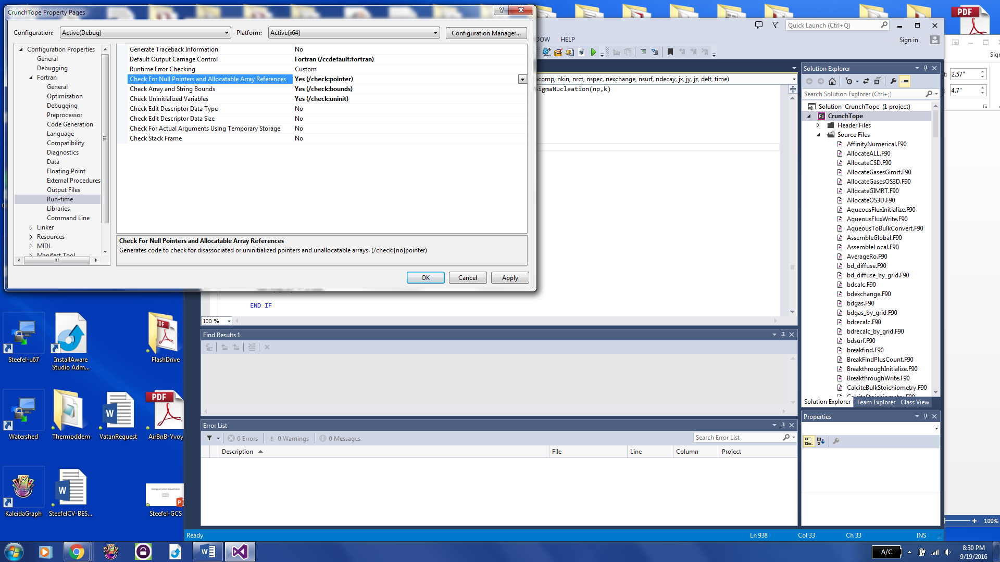 CrunchTope Property Pages
Configuration: Active(Debug) Platform: Active(x64) Configuration Manager...
Configuration Properties
General
Debugging
Fortran
General
Optimization
Debugging
Preprocessor
Code Generation
Language
Compatibility
Diagnostics
Data
Floating Point
External Procedures
Output Files
Run-time
Libraries
Command Line
Linker
Resources
MIDL
Manifest Tool
Generate Traceback Information No
Default Output Carriage Control Fortran (/ccdefault:fortran)
Runtime Error Checking Custom
Check For Null Pointers and Allocatable Array References Yes (/check:pointer)
Check Array and String Bounds Yes (/check:bounds)
Check Uninitialized Variables Yes (/check:uninit)
Check Edit Descriptor Data Type No
Check Edit Descriptor Data Size No
Check For Actual Arguments Using Temporary Storage No
Check Stack Frame No
Check For Null Pointers and Allocatable Array References
Generates code to check for disassociated or uninitialized pointers and unallocatable arrays. (/check:[no]pointer)
OK Cancel Apply
Quick Launch (Ctrl+Q)
DOW HELP
Sign in
ncomp, nkin, nrct, nspec, nexchange, nsurf, ndecay, jx, jy, jz, delt, time)
SigmaNucleation(np,k)
END IF
100 %
Find Results 1
Error List
0 Errors 0 Warnings 0 Messages
Search Error List
Description File Line Column Project
Ready Ln 938 Col 33 Ch 33 INS
Solution Explorer
Search Solution Explorer (Ctrl+;)
Solution 'CrunchTope' (1 project)
CrunchTope
Header Files
Source Files
AffinityNumerical.F90
AllocateALL.F90
AllocateCSD.F90
AllocateGasesGimrt.F90
AllocateGasesOS3D.F90
AllocateGIMRT.F90
AllocateOS3D.F90
AqueousFluxInitialize.F90
AqueousFluxWrite.F90
AqueousToBulkConvert.F90
AssembleGlobal.F90
AssembleLocal.F90
AverageRo.F90
bd_diffuse.F90
bd_diffuse_by_grid.F90
bdcalc.F90
bdexchange.F90
bdgas.F90
bdgas_by_grid.F90
bdrecalc.F90
bdrecalc_by_grid.F90
bdsurf.F90
breakfind.F90
BreakFindPlusCount.F90
BreakthroughInitialize.F90
BreakthroughWrite.F90
CalciteBulkStoichiometry.F90
CalciteStoichiometry.F90
Solution Explorer Team Explorer Class View
Properties
PDF
Sign
2.57"
4.7"
100%
Steefel-u67
InstallAware
Studio Adm...
PDF
FlashDrive
Watershed
Thermoddem
W
VatanRequest
PDF
AirBnB-Yvoy
KaleidaGraph
W
SteefelCV-BES...
Steefel-GCS
A/C
8:30 PM
9/19/2016